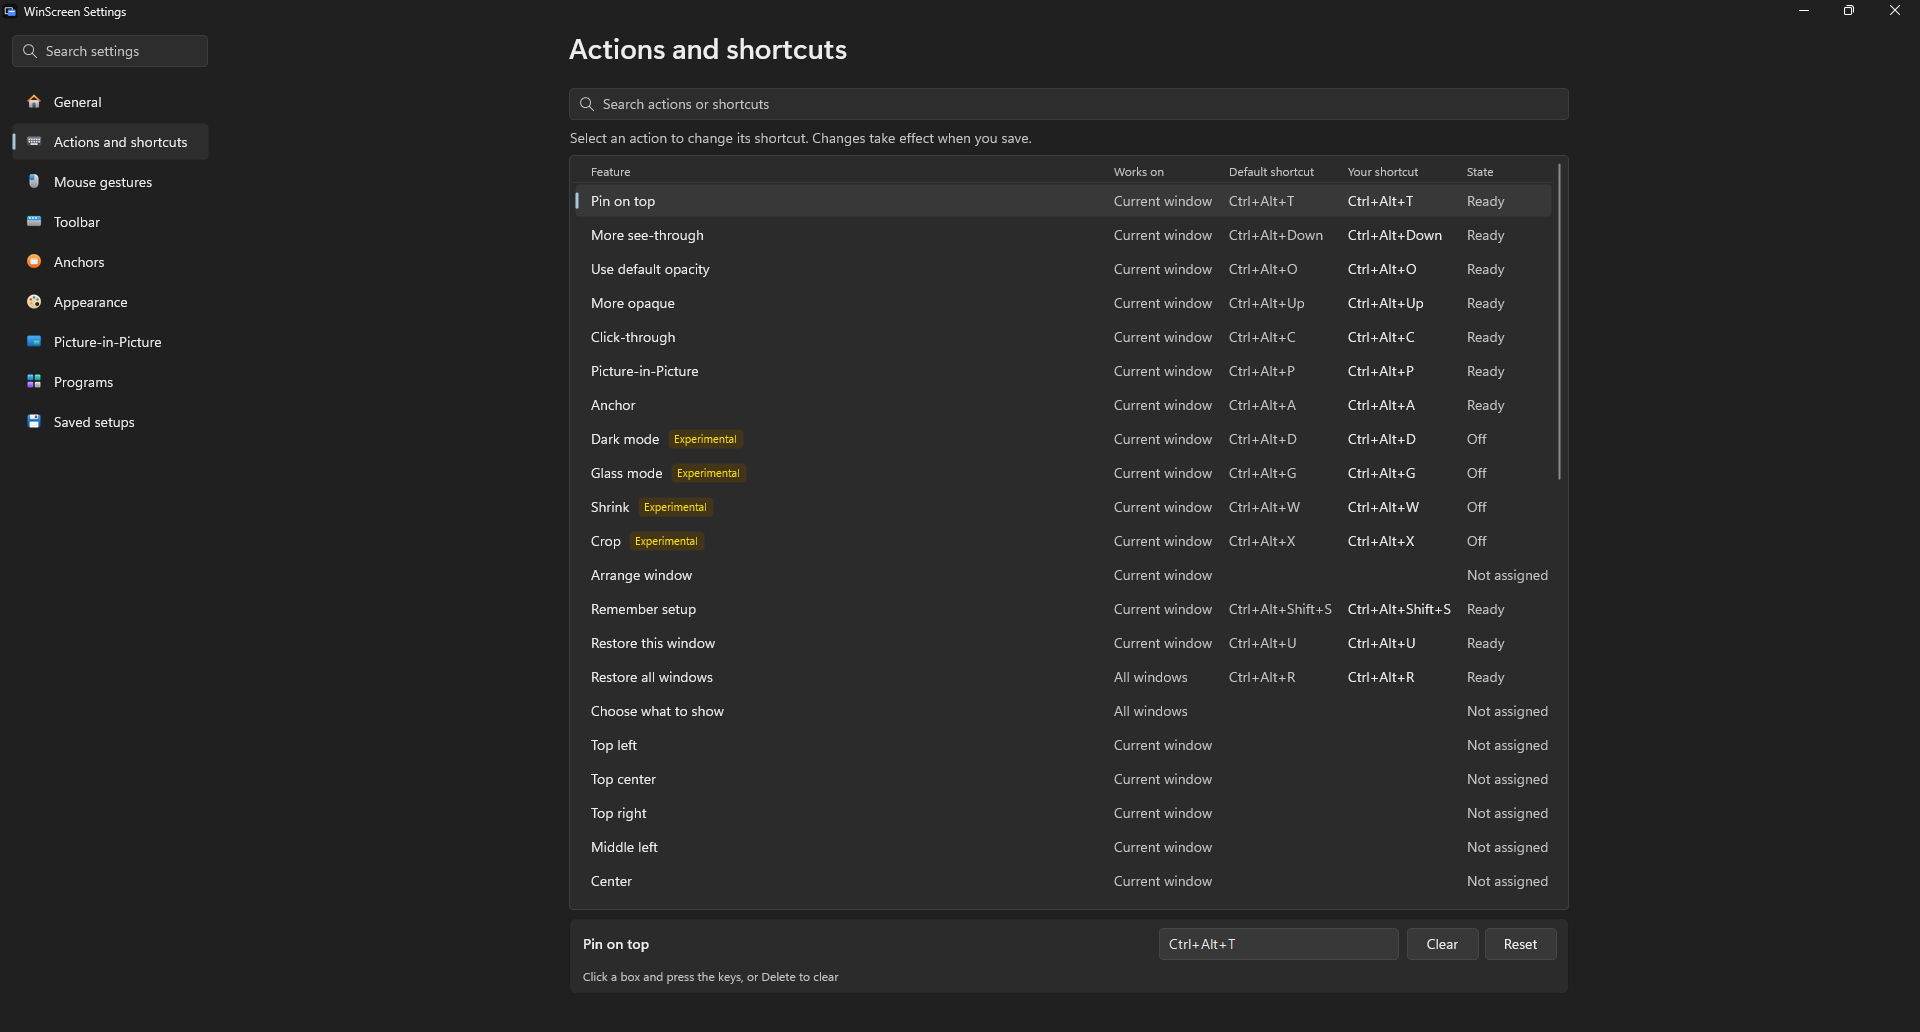 WinScreen Settings
Search settings
General
Actions and shortcuts
Mouse gestures
Toolbar
Anchors
Appearance
Picture-in-Picture
Programs
Saved setups
Actions and shortcuts
Search actions or shortcuts
Select an action to change its shortcut. Changes take effect when you save.
Feature Works on Default shortcut Your shortcut State
Pin on top Current window Ctrl+Alt+T Ctrl+Alt+T Ready
More see-through Current window Ctrl+Alt+Down Ctrl+Alt+Down Ready
Use default opacity Current window Ctrl+Alt+O Ctrl+Alt+O Ready
More opaque Current window Ctrl+Alt+Up Ctrl+Alt+Up Ready
Click-through Current window Ctrl+Alt+C Ctrl+Alt+C Ready
Picture-in-Picture Current window Ctrl+Alt+P Ctrl+Alt+P Ready
Anchor Current window Ctrl+Alt+A Ctrl+Alt+A Ready
Dark mode Experimental Current window Ctrl+Alt+D Ctrl+Alt+D Off
Glass mode Experimental Current window Ctrl+Alt+G Ctrl+Alt+G Off
Shrink Experimental Current window Ctrl+Alt+W Ctrl+Alt+W Off
Crop Experimental Current window Ctrl+Alt+X Ctrl+Alt+X Off
Arrange window Current window Not assigned
Remember setup Current window Ctrl+Alt+Shift+S Ctrl+Alt+Shift+S Ready
Restore this window Current window Ctrl+Alt+U Ctrl+Alt+U Ready
Restore all windows All windows Ctrl+Alt+R Ctrl+Alt+R Ready
Choose what to show All windows Not assigned
Top left Current window Not assigned
Top center Current window Not assigned
Top right Current window Not assigned
Middle left Current window Not assigned
Center Current window Not assigned
Pin on top Ctrl+Alt+T Clear Reset
Click a box and press the keys, or Delete to clear